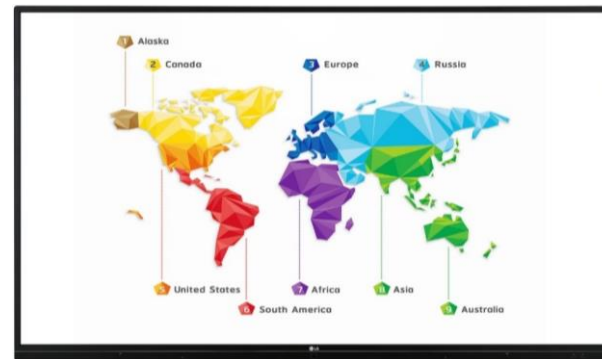 1 Alaska
2 Canada
3 Europe
4 Russia
5 United States
6 South America
7 Africa
8 Asia
9 Australia
LG